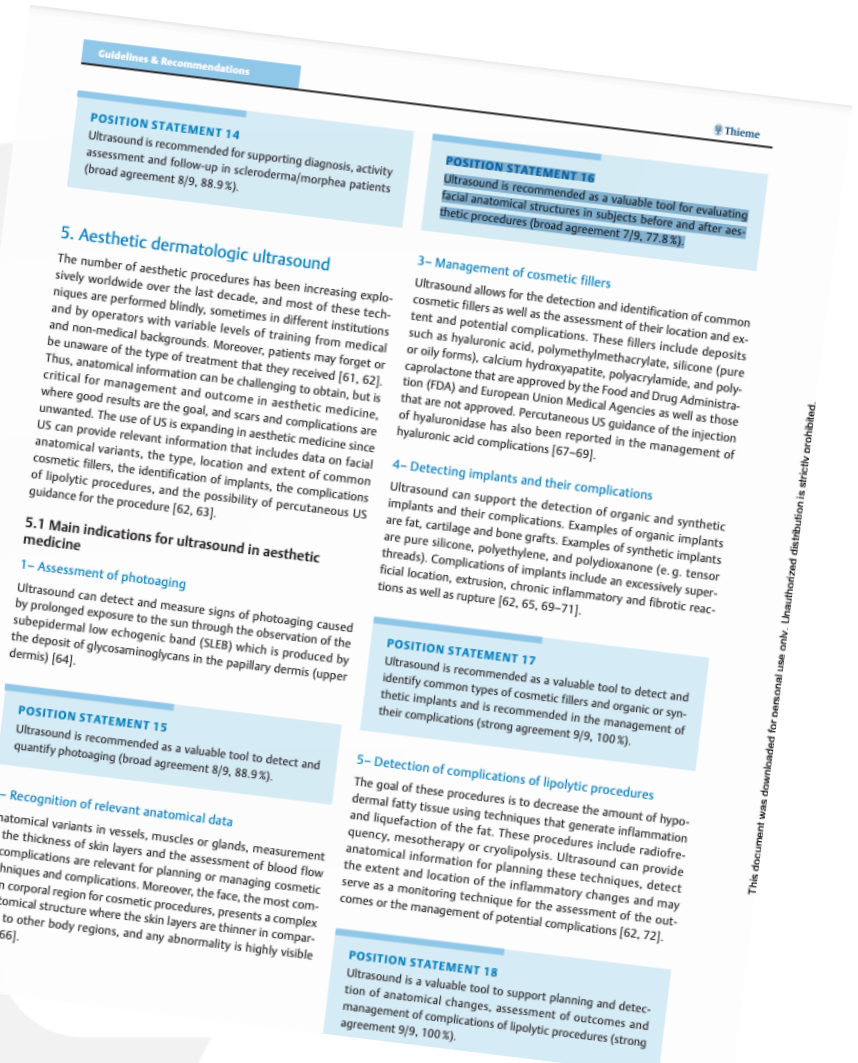 Guidelines & Recommendations
Thieme
POSITION STATEMENT 14
Ultrasound is recommended for supporting diagnosis, activity
assessment and follow-up in scleroderma/morphea patients
(broad agreement 8/9, 88.9 %).
5. Aesthetic dermatologic ultrasound
The number of aesthetic procedures has been increasing explo-
sively worldwide over the last decade, and most of these tech-
niques are performed blindly, sometimes in different institutions
and by operators with variable levels of training from medical
and non-medical backgrounds. Moreover, patients may forget or
be unaware of the type of treatment that they received [61, 62].
Thus, anatomical information can be challenging to obtain, but is
critical for management and outcome in aesthetic medicine,
where good results are the goal, and scars and complications are
unwanted. The use of US is expanding in aesthetic medicine since
US can provide relevant information that includes data on facial
anatomical variants, the type, location and extent of common
cosmetic fillers, the identification of implants, the complications
of lipolytic procedures, and the possibility of percutaneous US
guidance for the procedure [62, 63].
5.1 Main indications for ultrasound in aesthetic
medicine
1– Assessment of photoaging
Ultrasound can detect and measure signs of photoaging caused
by prolonged exposure to the sun through the observation of the
subepidermal low echogenic band (SLEB) which is produced by
the deposit of glycosaminoglycans in the papillary dermis (upper
dermis) [64].
POSITION STATEMENT 15
Ultrasound is recommended as a valuable tool to detect and
quantify photoaging (broad agreement 8/9, 88.9 %).
– Recognition of relevant anatomical data
natomical variants in vessels, muscles or glands, measurement
the thickness of skin layers and the assessment of blood flow
complications are relevant for planning or managing cosmetic
hniques and complications. Moreover, the face, the most com-
n corporal region for cosmetic procedures, presents a complex
tomical structure where the skin layers are thinner in compar-
to other body regions, and any abnormality is highly visible
66].
POSITION STATEMENT 16
Ultrasound is recommended as a valuable tool for evaluating
facial anatomical structures in subjects before and after aes-
thetic procedures (broad agreement 7/9, 77.8 %).
3– Management of cosmetic fillers
Ultrasound allows for the detection and identification of common
cosmetic fillers as well as the assessment of their location and ex-
tent and potential complications. These fillers include deposits
such as hyaluronic acid, polymethylmethacrylate, silicone (pure
or oily forms), calcium hydroxyapatite, polyacrylamide, and poly-
caprolactone that are approved by the Food and Drug Administra-
tion (FDA) and European Union Medical Agencies as well as those
that are not approved. Percutaneous US guidance of the injection
of hyaluronidase has also been reported in the management of
hyaluronic acid complications [67–69].
4– Detecting implants and their complications
Ultrasound can support the detection of organic and synthetic
implants and their complications. Examples of organic implants
are fat, cartilage and bone grafts. Examples of synthetic implants
are pure silicone, polyethylene, and polydioxanone (e. g. tensor
threads). Complications of implants include an excessively super-
ficial location, extrusion, chronic inflammatory and fibrotic reac-
tions as well as rupture [62, 65, 69–71].
POSITION STATEMENT 17
Ultrasound is recommended as a valuable tool to detect and
identify common types of cosmetic fillers and organic or syn-
thetic implants and is recommended in the management of
their complications (strong agreement 9/9, 100 %).
5– Detection of complications of lipolytic procedures
The goal of these procedures is to decrease the amount of hypo-
dermal fatty tissue using techniques that generate inflammation
and liquefaction of the fat. These procedures include radiofre-
quency, mesotherapy or cryolipolysis. Ultrasound can provide
anatomical information for planning these techniques, detect
the extent and location of the inflammatory changes and may
serve as a monitoring technique for the assessment of the out-
comes or the management of potential complications [62, 72].
POSITION STATEMENT 18
Ultrasound is a valuable tool to support planning and detec-
tion of anatomical changes, assessment of outcomes and
management of complications of lipolytic procedures (strong
agreement 9/9, 100 %).
This document was downloaded for personal use only. Unauthorized distribution is strictly prohibited.